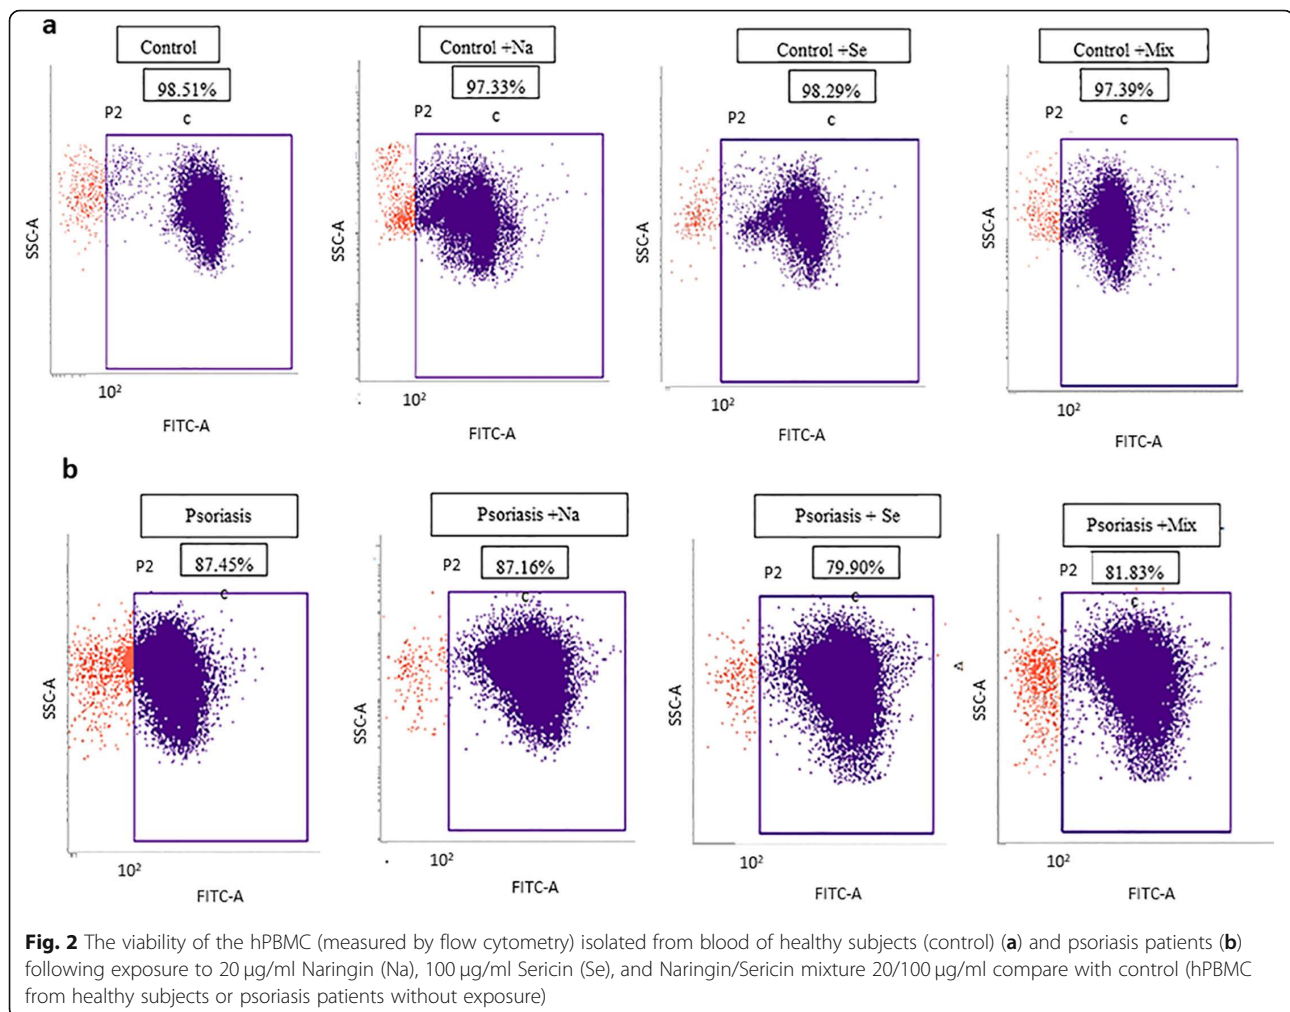 a
Control
98.51%
P2
c
SSC-A
10²
FITC-A
Control +Na
97.33%
P2
c
SSC-A
10²
FITC-A
Control +Se
98.29%
P2
c
SSC-A
10²
FITC-A
Control +Mix
97.39%
P2
c
SSC-A
10²
FITC-A
b
Psoriasis
87.45%
P2
c
SSC-A
10²
FITC-A
Psoriasis +Na
87.16%
P2
c
SSC-A
10²
FITC-A
Psoriasis + Se
79.90%
P2
c
SSC-A
10²
FITC-A
Psoriasis +Mix
81.83%
P2
c
SSC-A
10²
FITC-A
Fig. 2 The viability of the hPBMC (measured by flow cytometry) isolated from blood of healthy subjects (control) (a) and psoriasis patients (b)
following exposure to 20 μg/ml Naringin (Na), 100 μg/ml Sericin (Se), and Naringin/Sericin mixture 20/100 μg/ml compare with control (hPBMC
from healthy subjects or psoriasis patients without exposure)